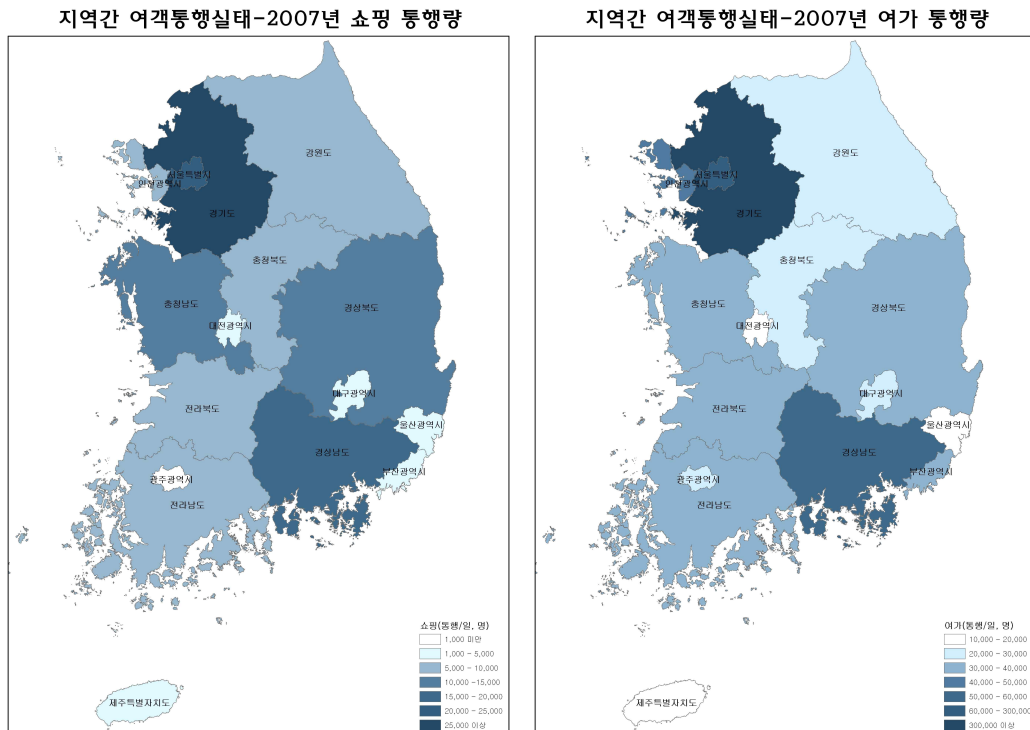 지역간 여객통행실태-2007년 쇼핑 통행량
강원도
서울특별시
인천광역시
경기도
충청북도
충청남도
경상북도
대전광역시
대구광역시
전라북도
울산광역시
경상남도
부산광역시
광주광역시
전라남도
제주특별자치도
쇼핑(통행/일, 명)
1,000 미만
1,000 - 5,000
5,000 - 10,000
10,000 -15,000
15,000 - 20,000
20,000 - 25,000
25,000 이상
지역간 여객통행실태-2007년 여가 통행량
강원도
서울특별시
인천광역시
경기도
충청북도
충청남도
경상북도
대전광역시
대구광역시
전라북도
울산광역시
경상남도
부산광역시
광주광역시
전라남도
제주특별자치도
여가(통행/일, 명)
10,000 - 20,000
20,000 - 30,000
30,000 - 40,000
40,000 - 50,000
50,000 - 60,000
60,000 - 300,000
300,000 이상